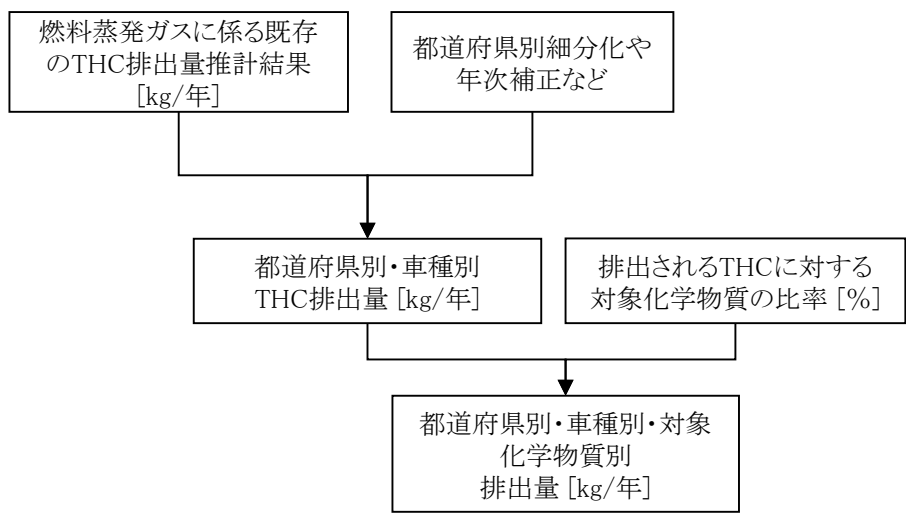 燃料蒸発ガスに係る既存
のTHC排出量推計結果
[kg/年]
都道府県別細分化や
年次補正など
都道府県別・車種別
THC排出量 [kg/年]
排出されるTHCに対する
対象化学物質の比率 [%]
都道府県別・車種別・対象
化学物質別
排出量 [kg/年]